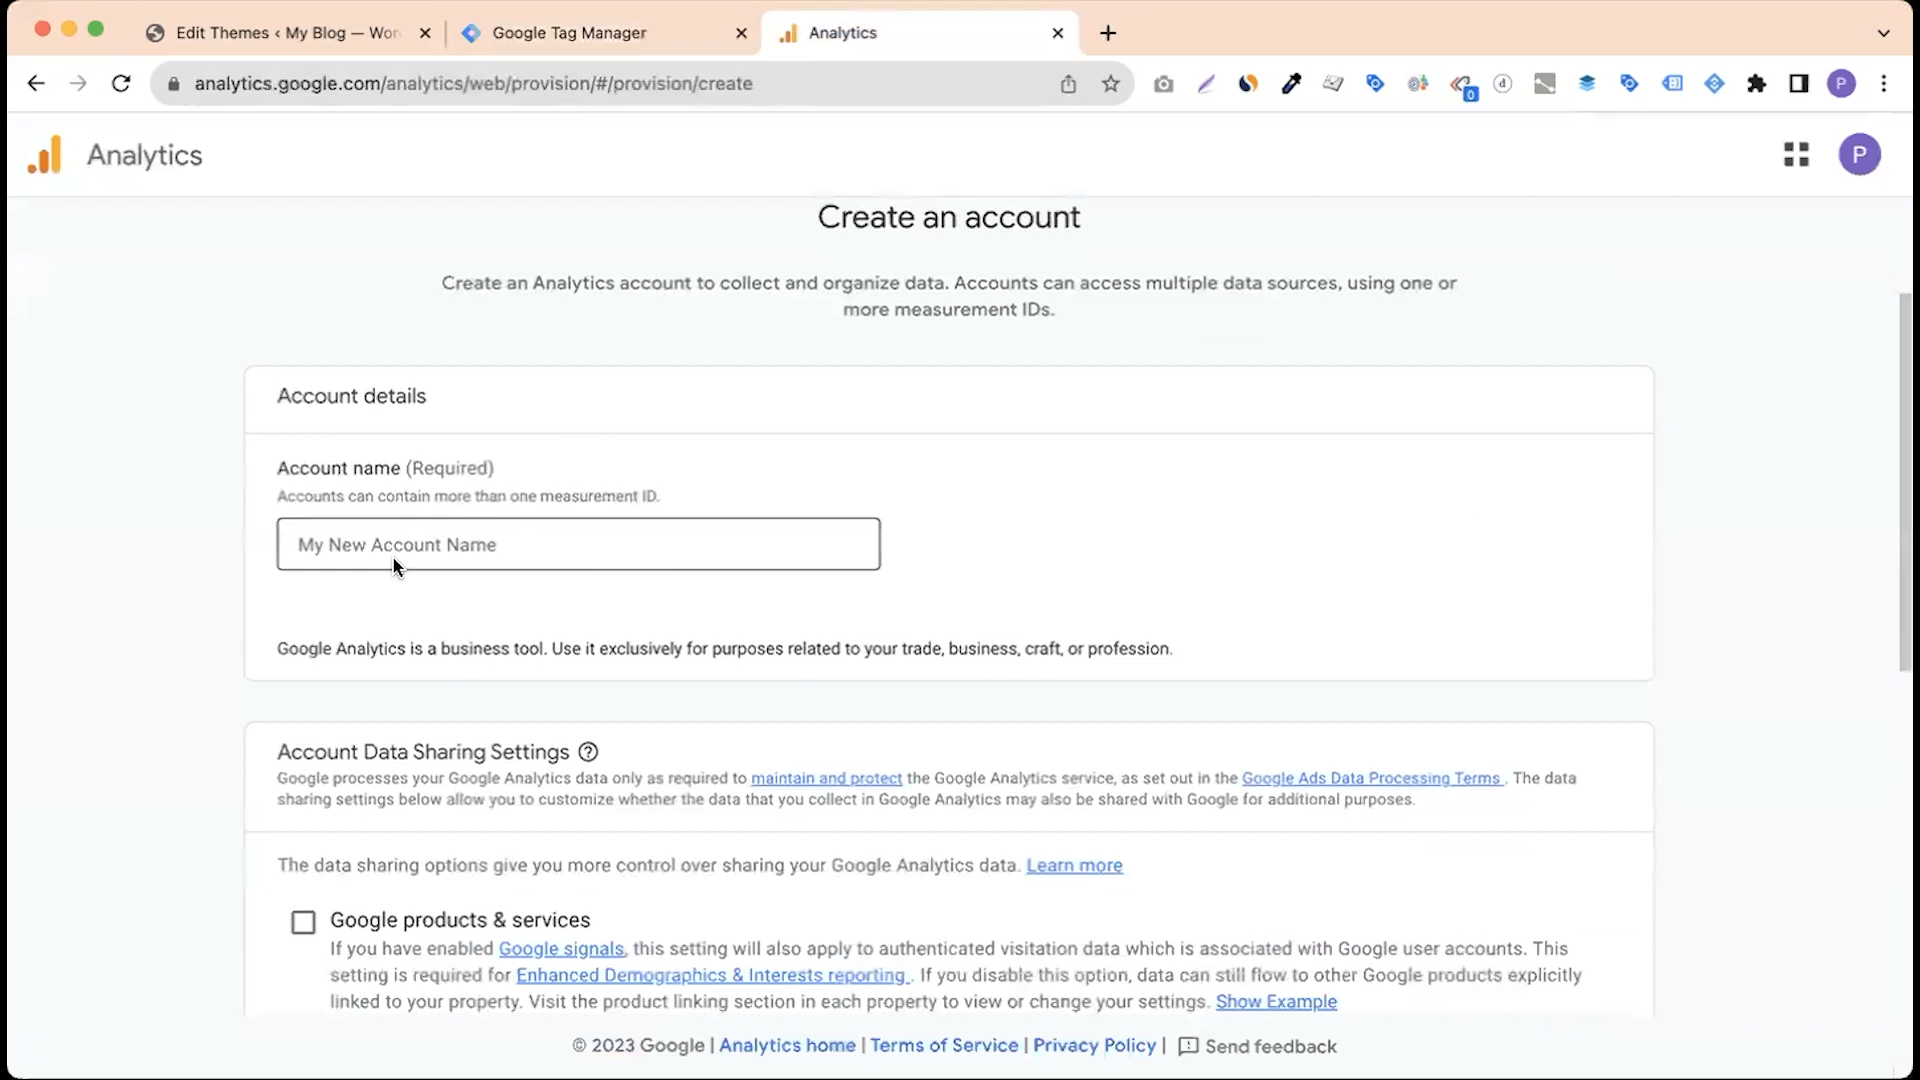 Edit Themes ‹ My Blog — Wor
Google Tag Manager
Analytics
analytics.google.com/analytics/web/provision/#/provision/create
0
d
P
Analytics
P
Create an account
Create an Analytics account to collect and organize data. Accounts can access multiple data sources, using one or
more measurement IDs.
Account details
Account name (Required)
Accounts can contain more than one measurement ID.
My New Account Name
Google Analytics is a business tool. Use it exclusively for purposes related to your trade, business, craft, or profession.
Account Data Sharing Settings ?
Google processes your Google Analytics data only as required to maintain and protect the Google Analytics service, as set out in the Google Ads Data Processing Terms . The data
sharing settings below allow you to customize whether the data that you collect in Google Analytics may also be shared with Google for additional purposes.
The data sharing options give you more control over sharing your Google Analytics data. Learn more
Google products & services
If you have enabled Google signals, this setting will also apply to authenticated visitation data which is associated with Google user accounts. This
setting is required for Enhanced Demographics & Interests reporting . If you disable this option, data can still flow to other Google products explicitly
linked to your property. Visit the product linking section in each property to view or change your settings. Show Example
© 2023 Google | Analytics home | Terms of Service | Privacy Policy | Send feedback